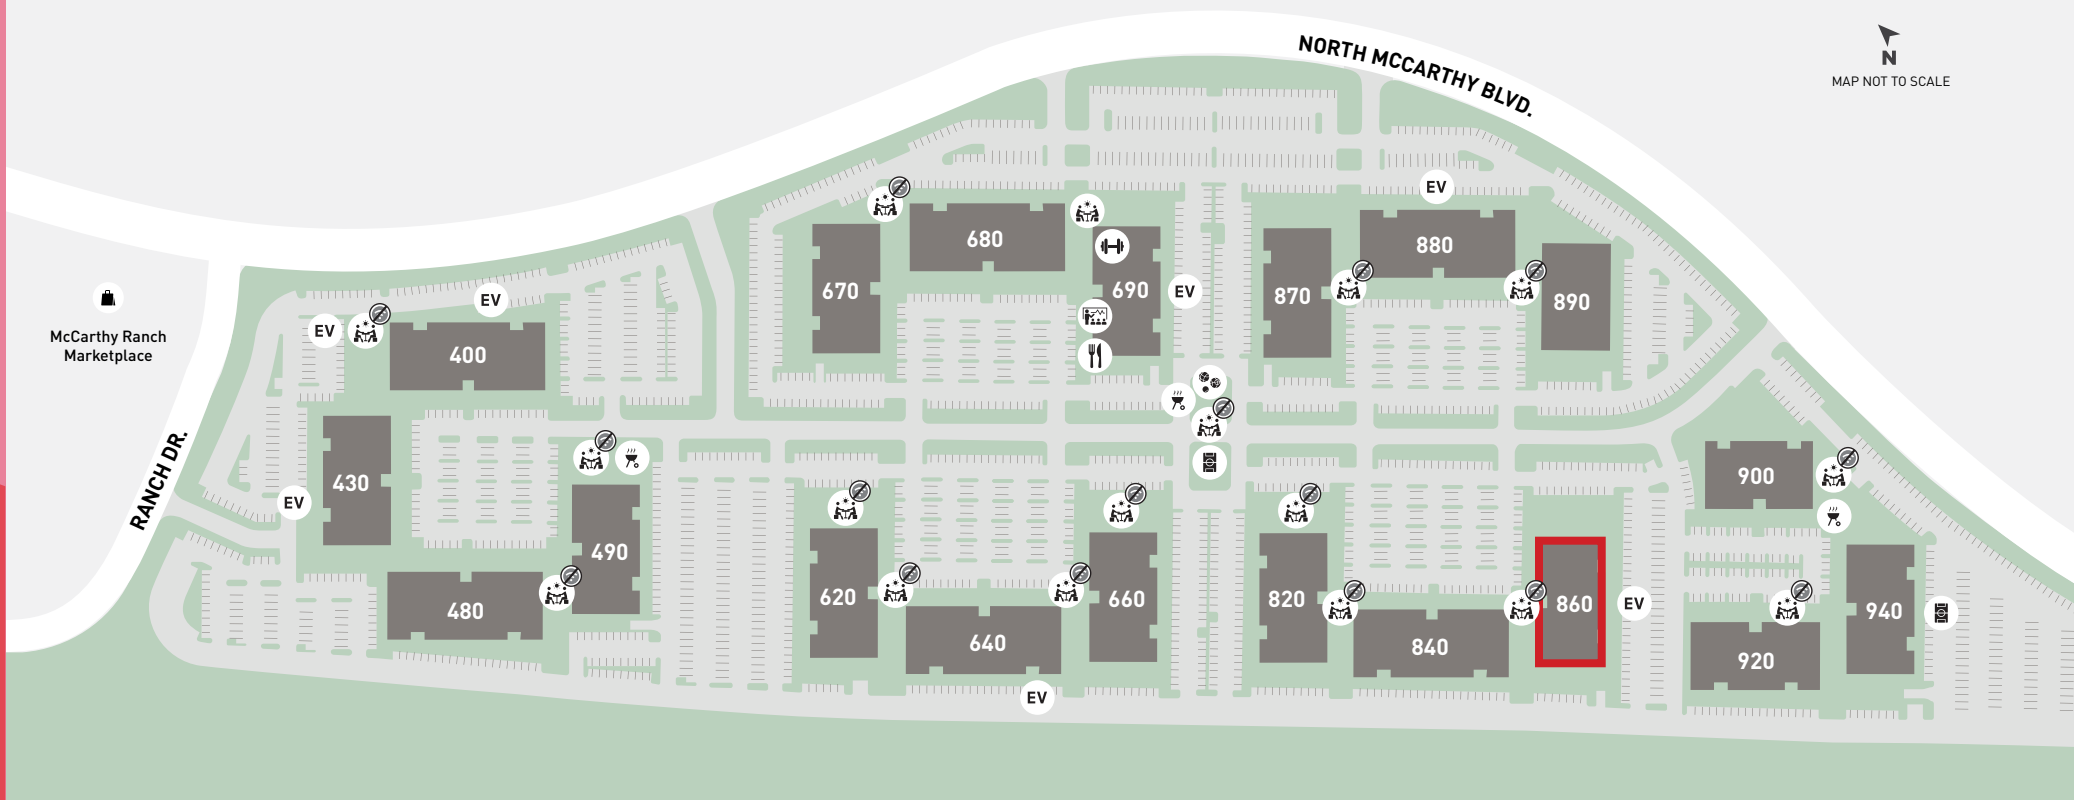 NORTH MCCARTHY BLVD.
N
MAP NOT TO SCALE
EV
680
880
690
670
EV
870
890
EV
McCarthy Ranch
Marketplace
EV
400
RANCH DR.
430
EV
900
490
480
620
640
660
820
840
860
EV
920
940
EV